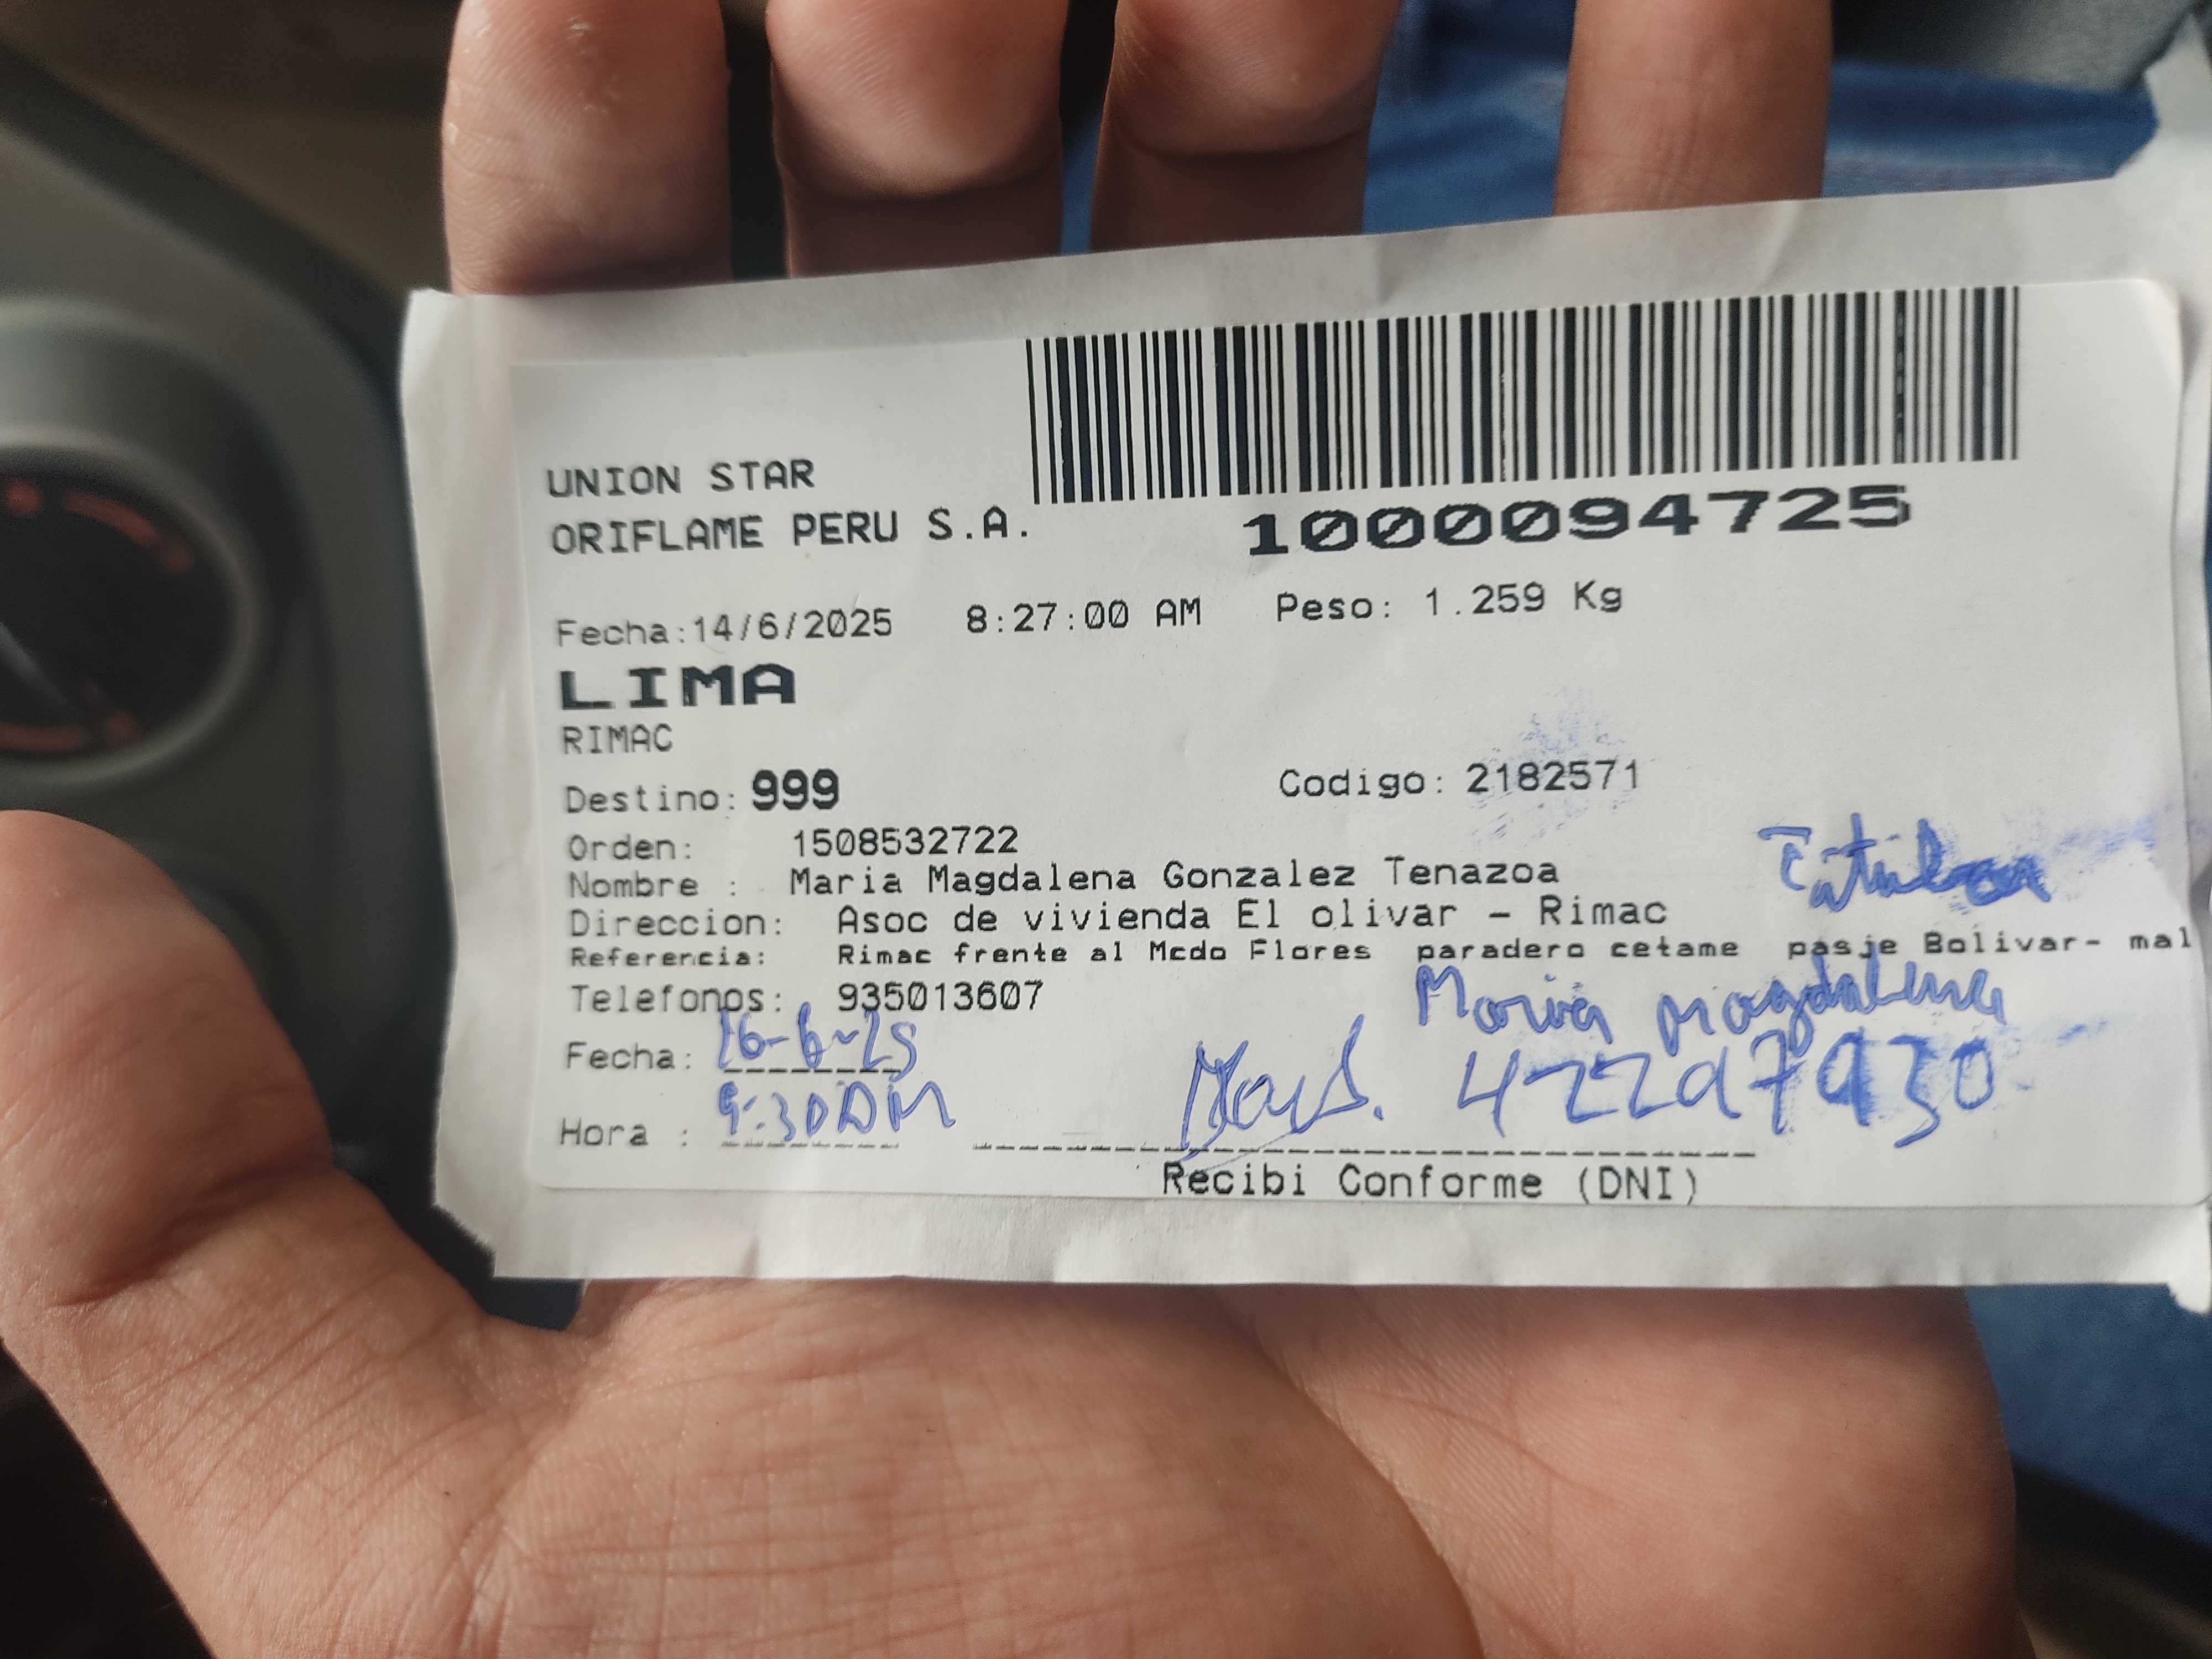 UNION STAR
ORIFLAME PERU S.A.
1000094725
Fecha:14/6/2025 8:27:00 AM Peso: 1.259 Kg
LIMA
RIMAC
Destino: 999 Codigo: 2182571
Orden: 1508532722
Nombre : Maria Magdalena Gonzalez Tenazoa
Direccion: Asoc de vivienda El olivar - Rimac
Referencia: Rimac frente al Mcdo Flores paradero cetame pasje Bolivar- mal
Telefonos: 935013607
Maria Magdalena
Fecha: 16-6-25
Hora : 9:30AM
Recibi Conforme (DNI)